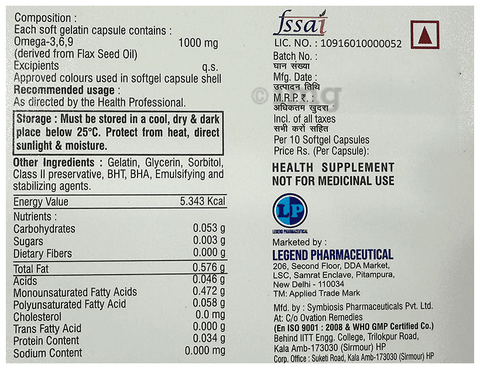 Composition :
Each soft gelatin capsule contains :
Omega-3,6,9 1000 mg
(derived from Flax Seed Oil)
Excipients q.s.
Approved colours used in softgel capsule shell
Recommended usage :
As directed by the Health Professional.
Storage : Must be stored in a cool, dry & dark
place below 25°C. Protect from heat, direct
sunlight & moisture.
Other Ingredients : Gelatin, Glycerin, Sorbitol,
Class II preservative, BHT, BHA, Emulsifying and
stabilizing agents.
Energy Value 5.343 Kcal
Nutrients :
Carbohydrates 0.053 g
Sugars 0.003 g
Dietary Fibers 0.000 g
Total Fat 0.576 g
Acids 0.046 g
Monounsaturated Fatty Acids 0.472 g
Polyunsaturated Fatty Acid 0.058 g
Cholesterol 0.0 mg
Trans Fatty Acid 0.000 g
Protein Content 0.034 g
Sodium Content 0.000 mg
fssai
LIC. NO. : 10916010000052
Batch No. :
घान संख्या
Mfg. Date :
उत्पादन तिथि
M.R.P. ₹ :
अधिकतम खुदरा
Incl. of all taxes
सभी करों सहित
Per 10 Softgel Capsules
Price Rs. (Per Capsule):
HEALTH SUPPLEMENT
NOT FOR MEDICINAL USE
LP
LEGEND PHARMACEUTICAL
Marketed by :
LEGEND PHARMACEUTICAL
206, Second Floor, DDA Market,
LSC, Samrat Enclave, Pitampura,
New Delhi - 110034
TM: Applied Trade Mark
Mfd. by : Symbiosis Pharmaceuticals Pvt. Ltd.
At: C/o Ovation Remedies
(En ISO 9001 : 2008 & WHO GMP Certified Co.)
Behind IITT Engg. College, Trilokpur Road,
Kala Amb-173030 (Sirmour) HP
Corp. Office : Suketi Road, Kala Amb-173030 (Sirmour) HP